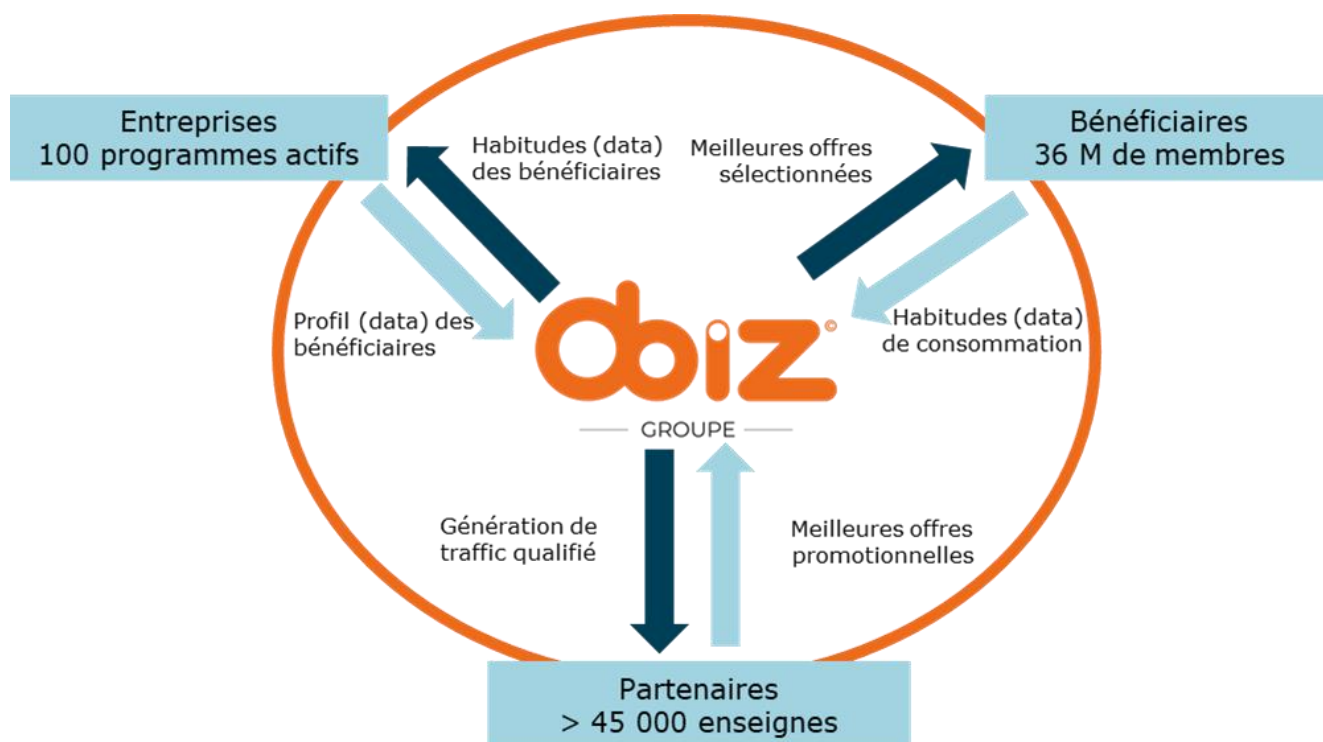 Entreprises
100 programmes actifs
Bénéficiaires
36 M de membres
Habitudes (data)
des bénéficiaires
Meilleures offres
sélectionnées
Profil (data) des
bénéficiaires
Habitudes (data)
de consommation
obiz©
GROUPE
Génération de
traffic qualifié
Meilleures offres
promotionnelles
Partenaires
> 45 000 enseignes